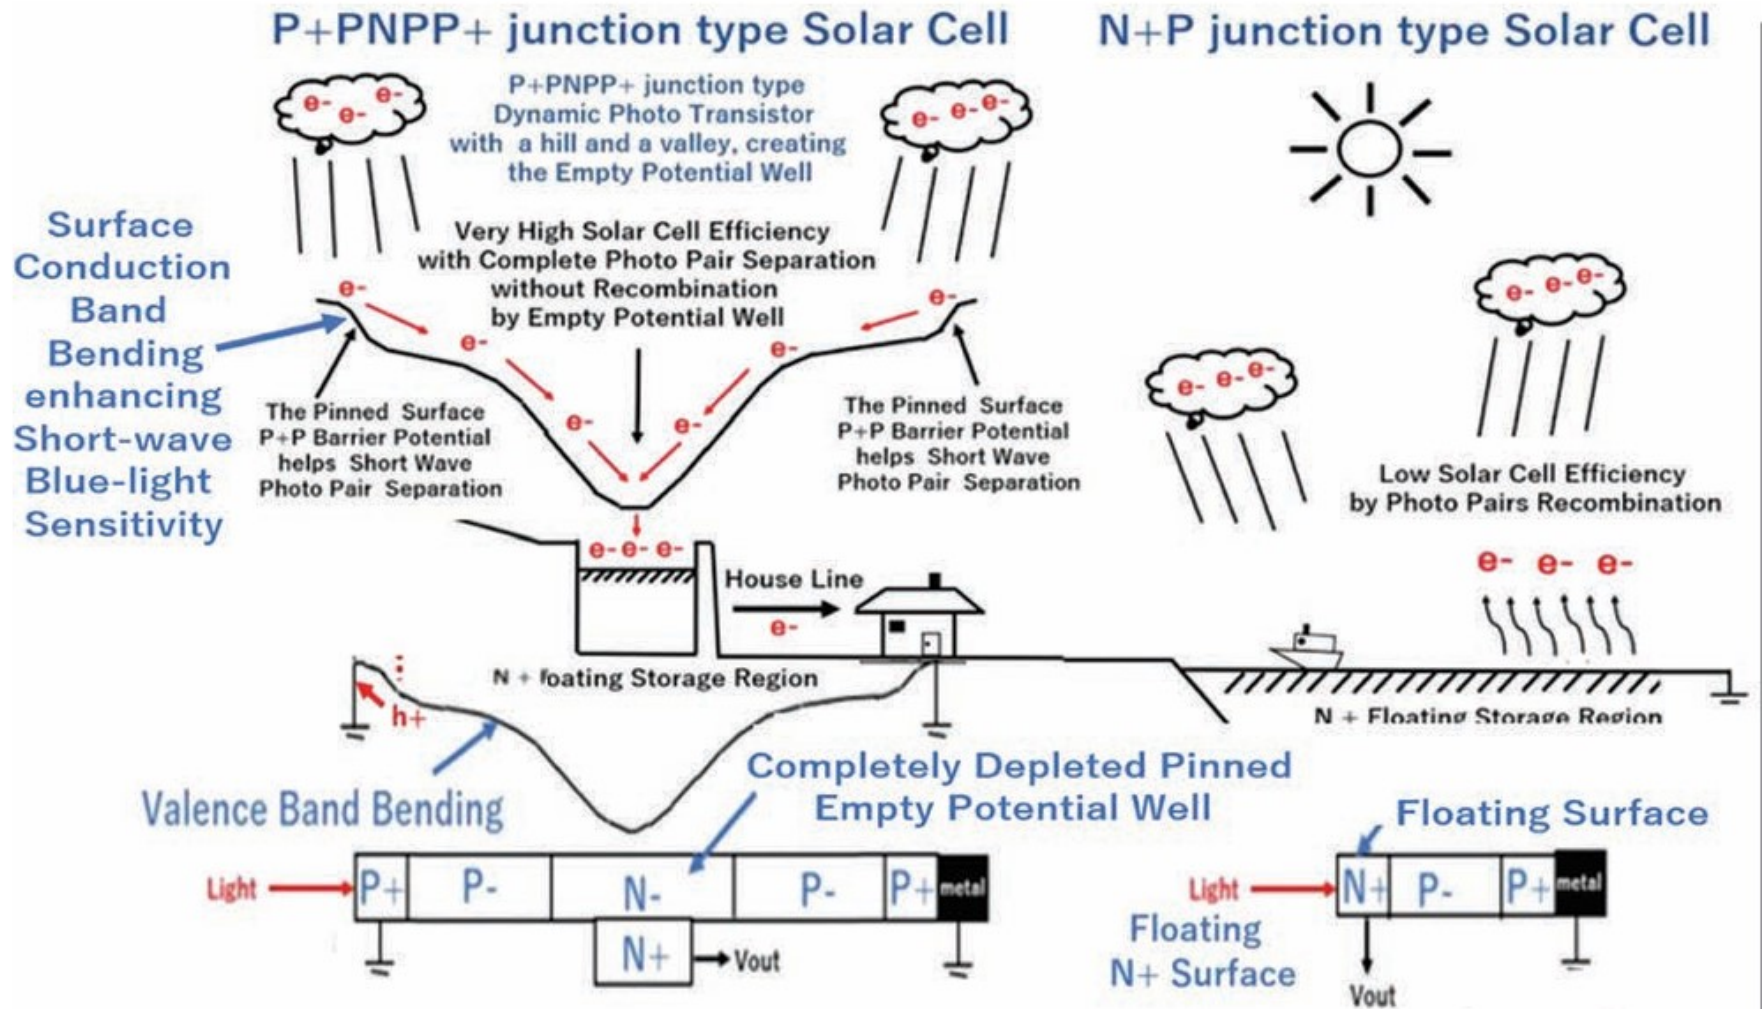 P+PNPP+ junction type Solar Cell
N+P junction type Solar Cell
e- e- e-
P+PNPP+ junction type
Dynamic Photo Transistor
with a hill and a valley, creating
the Empty Potential Well
e- e- e-
Surface
Conduction
Band
Bending
enhancing
Short-wave
Blue-light
Sensitivity
Very High Solar Cell Efficiency
with Complete Photo Pair Separation
without Recombination
by Empty Potential Well
e-
e-
e-
e-
e-
e-
The Pinned Surface
P+P Barrier Potential
helps Short Wave
Photo Pair Separation
The Pinned Surface
P+P Barrier Potential
helps Short Wave
Photo Pair Separation
e- e- e-
e- e- e-
Low Solar Cell Efficiency
by Photo Pairs Recombination
e- e- e-
e- e- e-
House Line
e-
N + foating Storage Region
h+
N + Floating Storage Region
Valence Band Bending
Completely Depleted Pinned
Empty Potential Well
Floating Surface
Light
P+
P-
N-
P-
P+
metal
N+
Vout
Light
N+
P-
P+
metal
Floating
N+ Surface
Vout